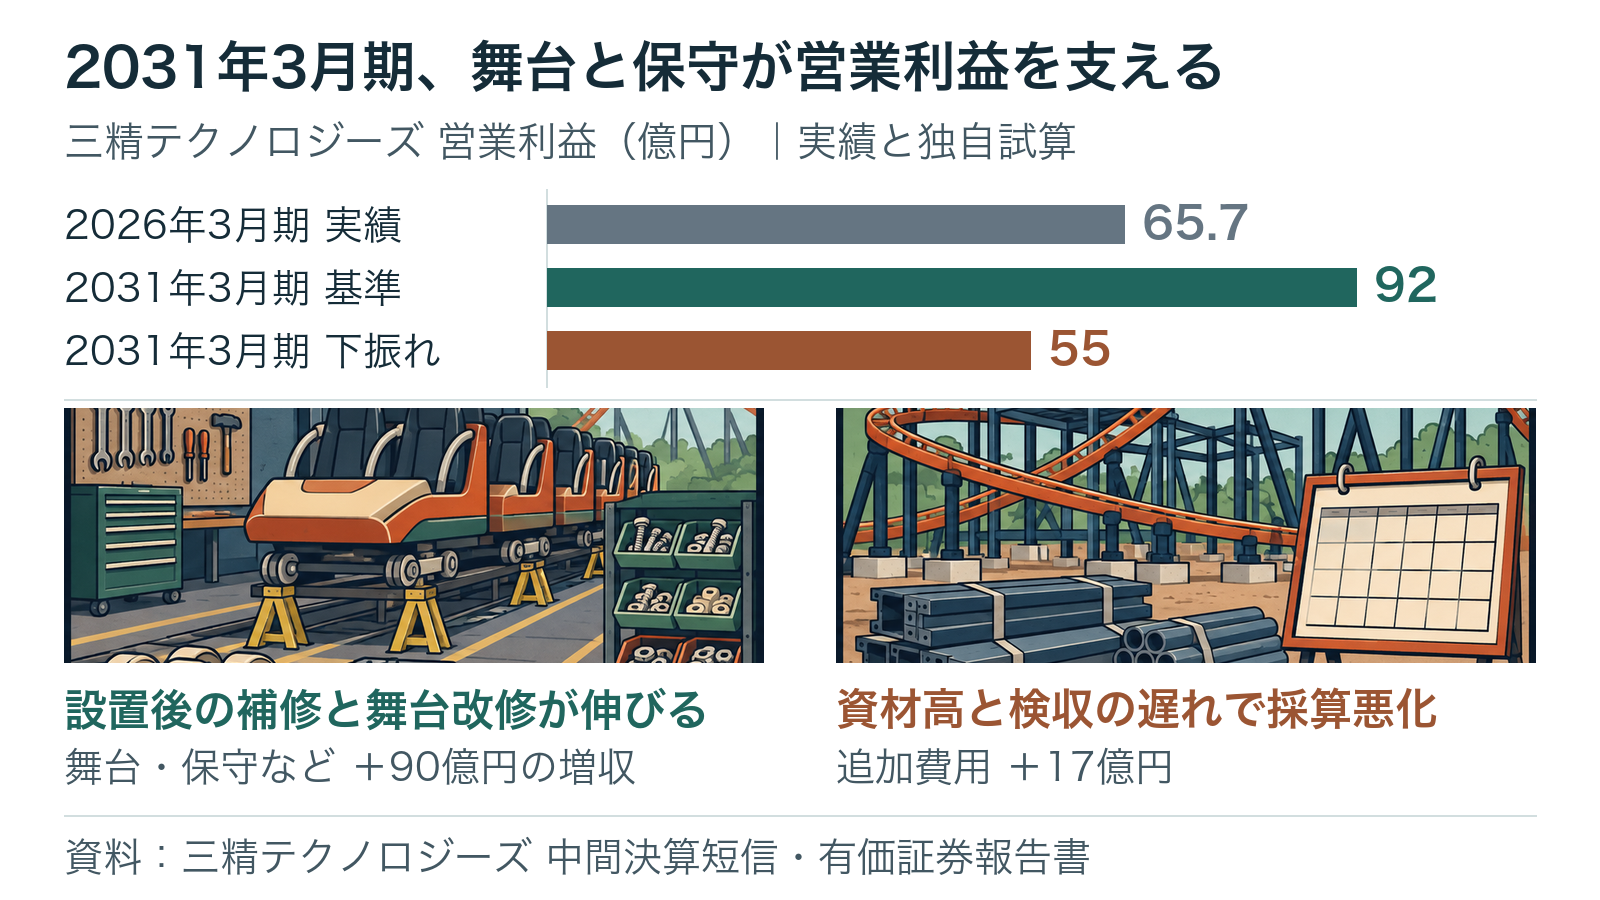 2031年3月期、舞台と保守が営業利益を支える
三精テクノロジーズ 営業利益（億円）｜実績と独自試算
2026年3月期 実績 65.7
2031年3月期 基準 92
2031年3月期 下振れ 55
設置後の補修と舞台改修が伸びる
舞台・保守など ＋90億円の増収
資材高と検収の遅れで採算悪化
追加費用 ＋17億円
資料：三精テクノロジーズ 中間決算短信・有価証券報告書